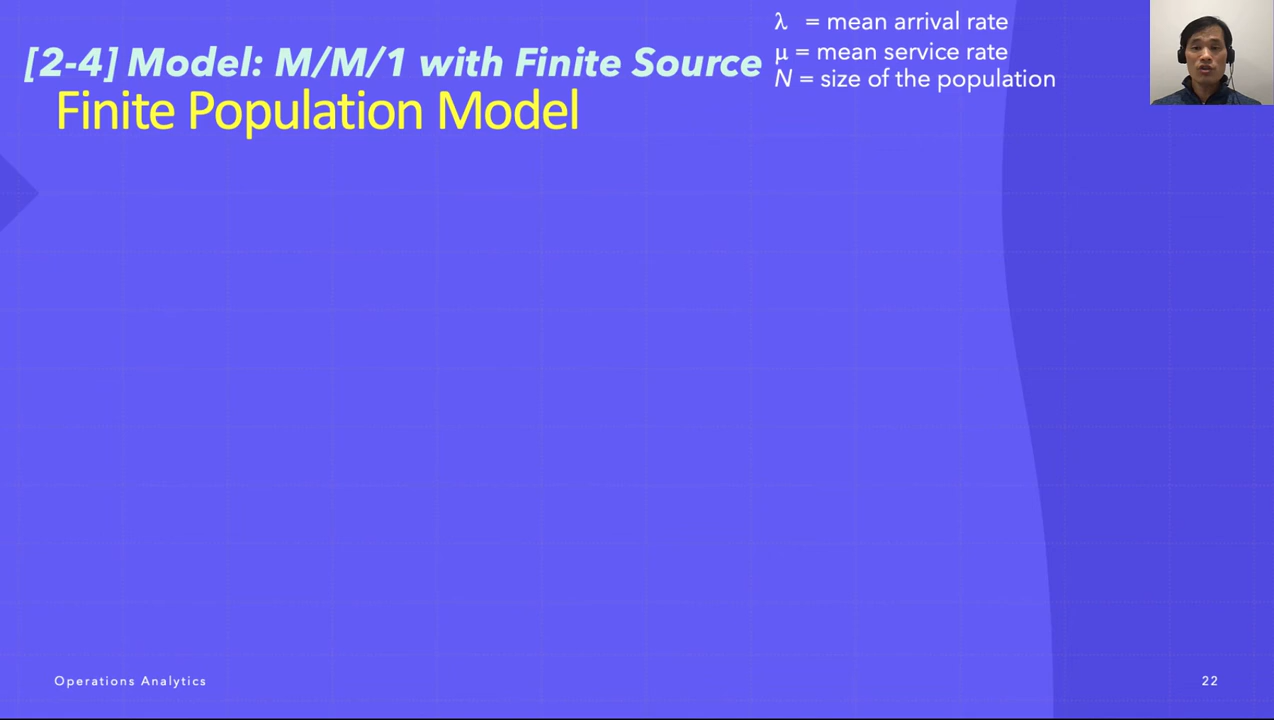 [2-4] Model: M/M/1 with Finite Source
Finite Population Model
λ = mean arrival rate
μ = mean service rate
N = size of the population
Operations Analytics
22